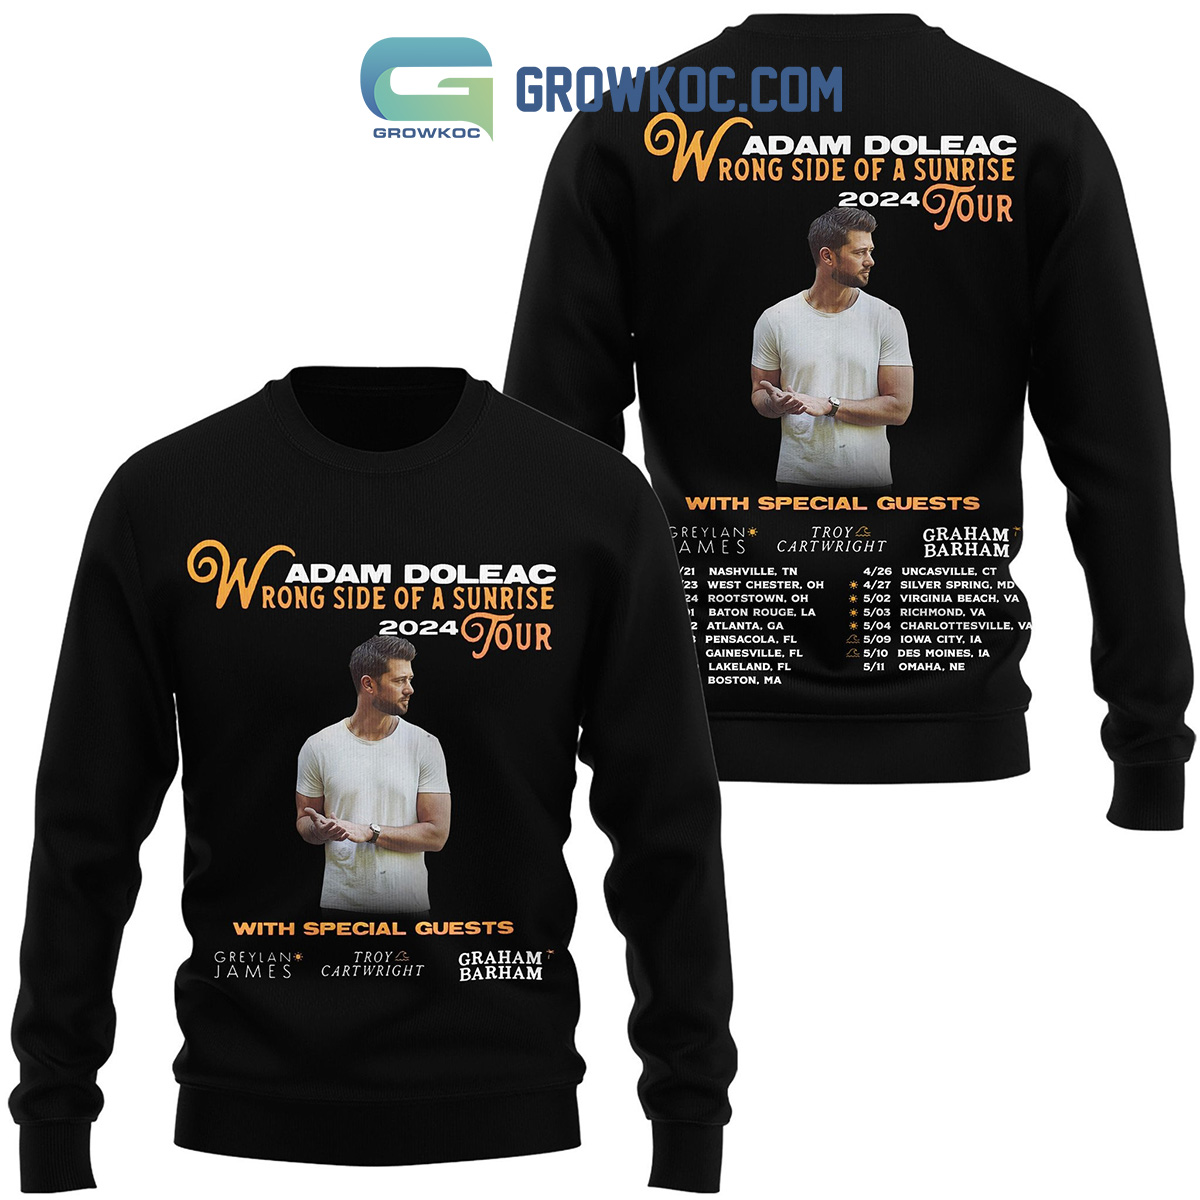 GROWKOC
GROWKOC.COM
ADAM DOLEAC
WRONG SIDE OF A SUNRISE
2024 TOUR
WITH SPECIAL GUESTS
GREYLAN
JAMES
TROY
CARTWRIGHT
GRAHAM
BARHAM
/21 NASHVILLE, TN
/23 WEST CHESTER, OH
24 ROOTSTOWN, OH
BATON ROUGE, LA
ATLANTA, GA
PENSACOLA, FL
GAINESVILLE, FL
LAKELAND, FL
BOSTON, MA
4/26 UNCASVILLE, CT
4/27 SILVER SPRING, MD
5/02 VIRGINIA BEACH, VA
5/03 RICHMOND, VA
5/04 CHARLOTTESVILLE, VA
5/09 IOWA CITY, IA
5/10 DES MOINES, IA
5/11 OMAHA, NE
ADAM DOLEAC
WRONG SIDE OF A SUNRISE
2024 TOUR
WITH SPECIAL GUESTS
GREYLAN
JAMES
TROY
CARTWRIGHT
GRAHAM
BARHAM